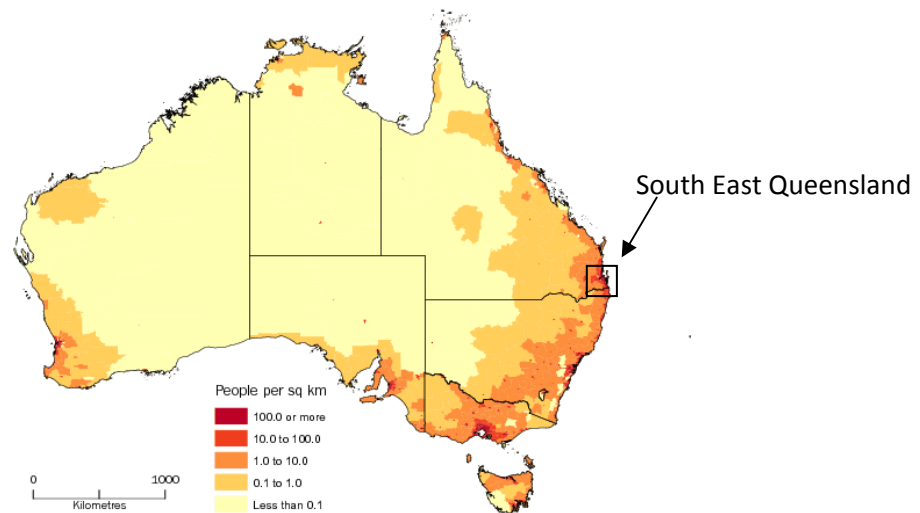 South East Queensland
People per sq km
100.0 or more
10.0 to 100.0
1.0 to 10.0
0.1 to 1.0
Less than 0.1
0 1000
Kilometres